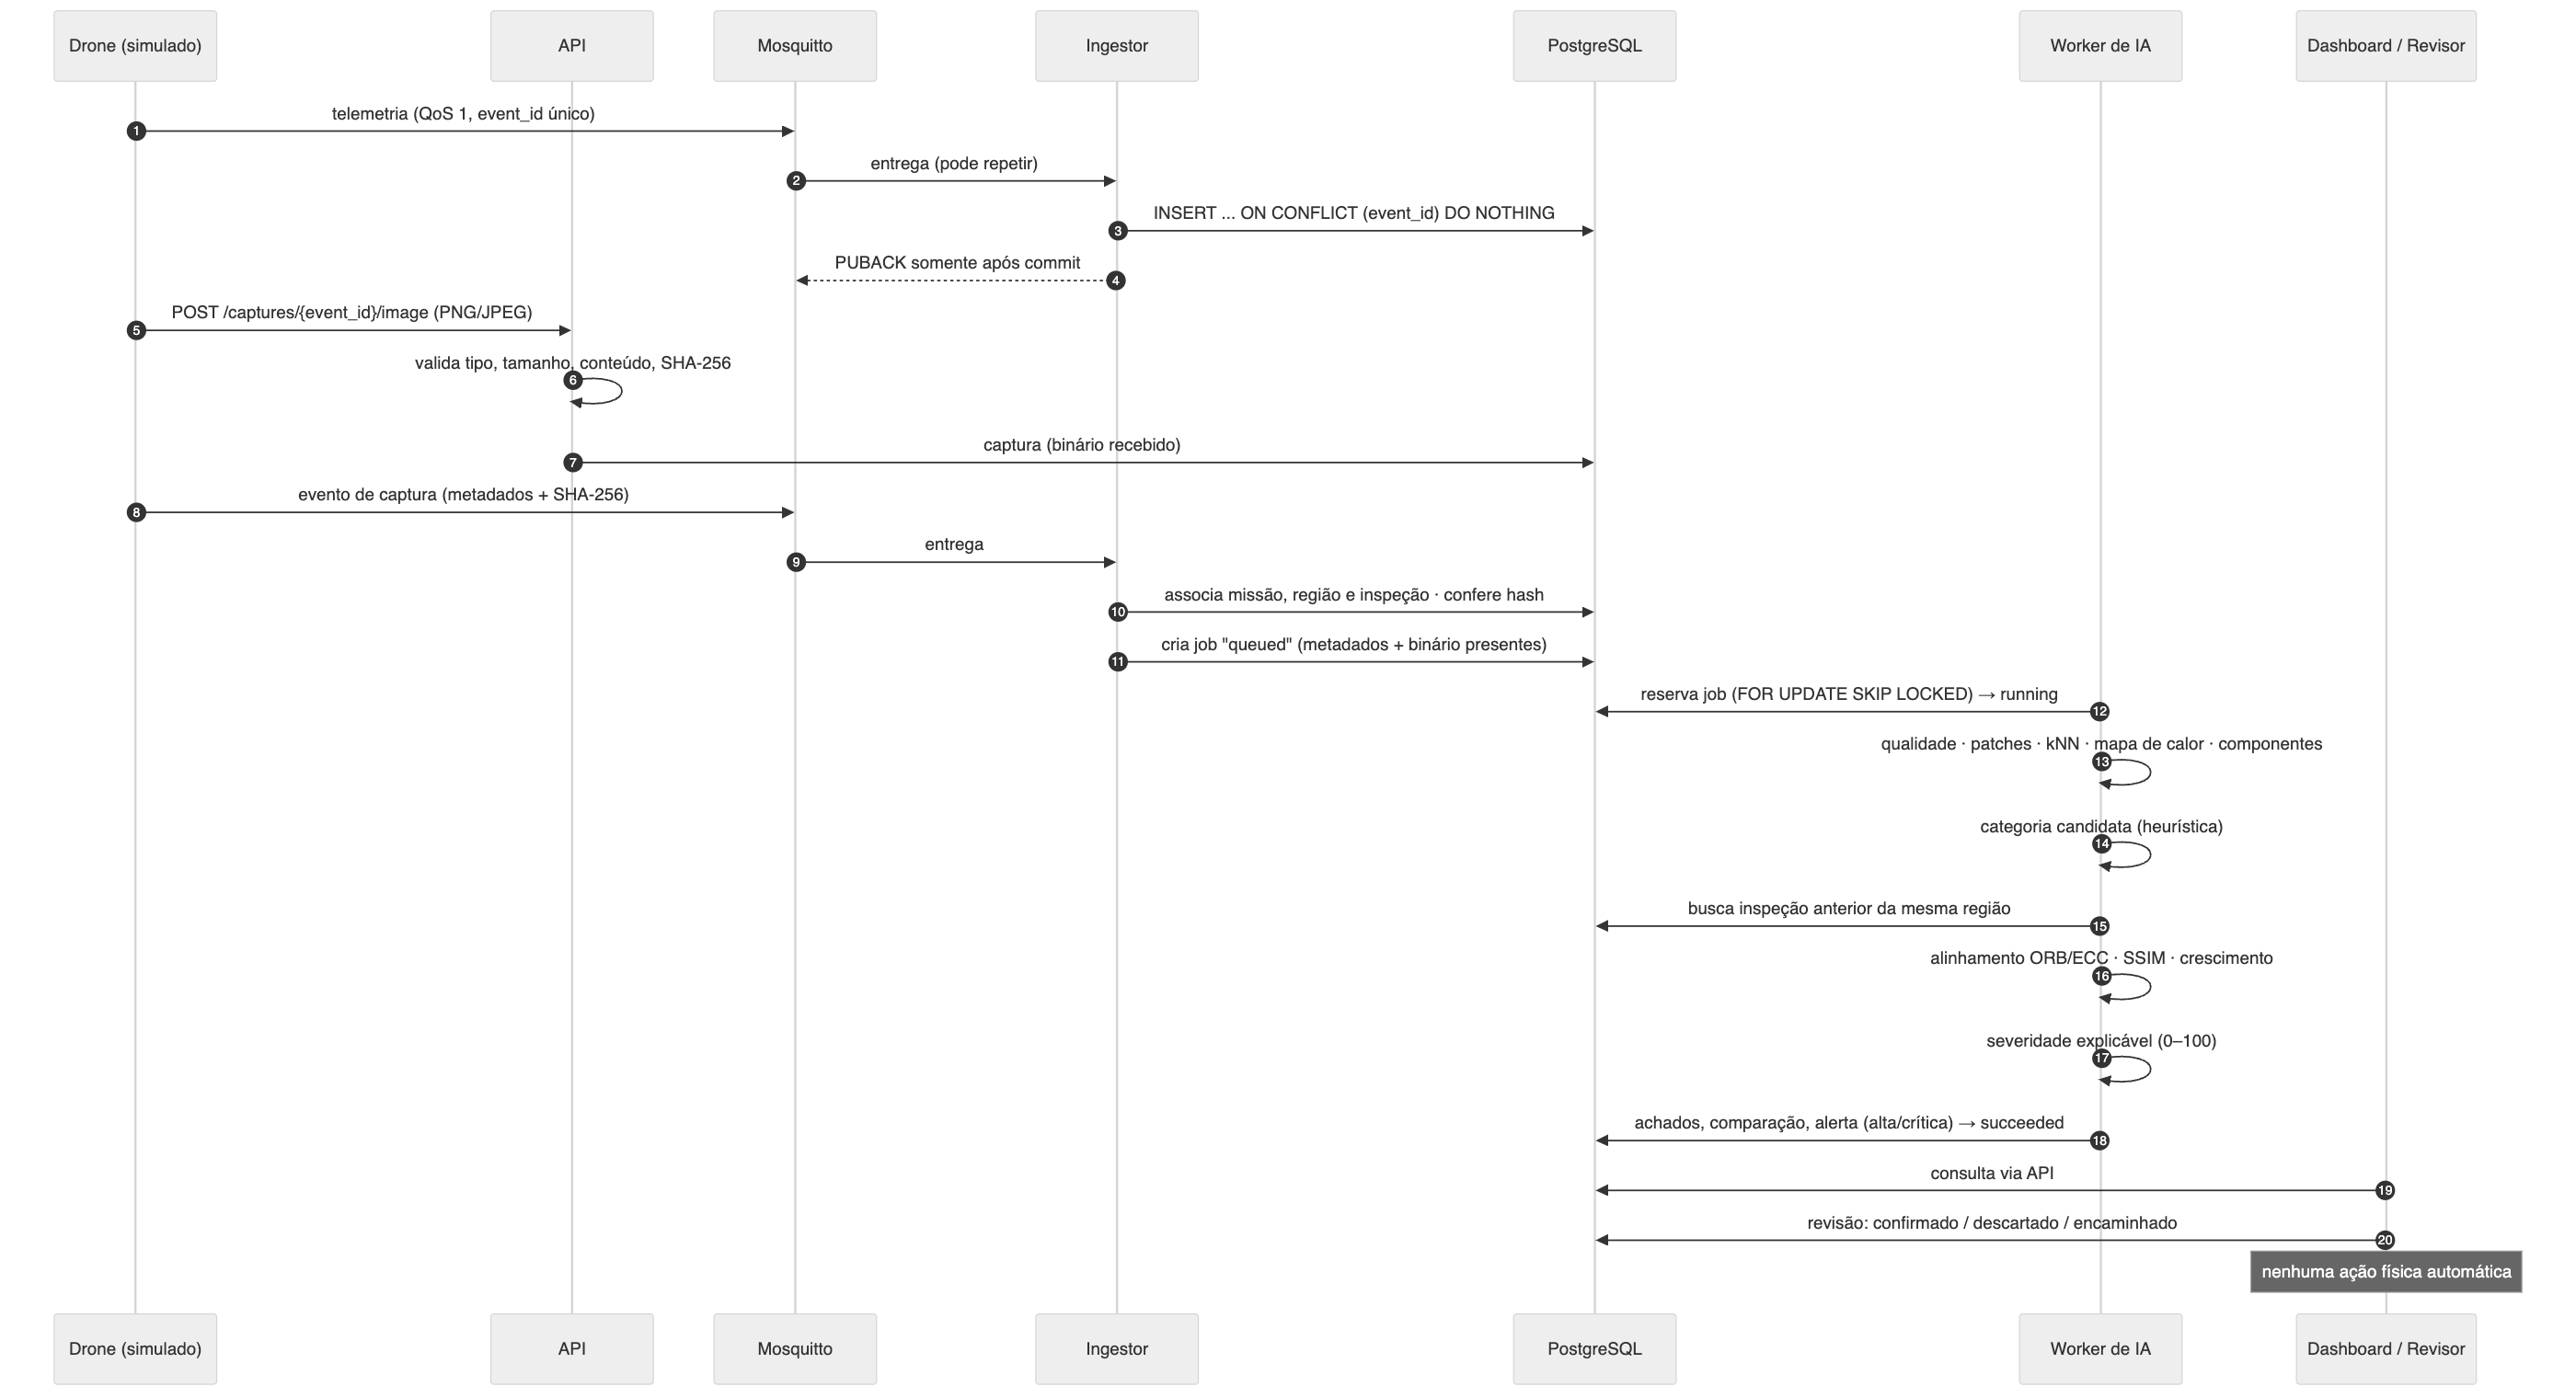 Drone (simulado)
API
Mosquitto
Ingestor
PostgreSQL
Worker de IA
Dashboard / Revisor
1 telemetria (QoS 1, event_id único)
2 entrega (pode repetir)
3 INSERT ... ON CONFLICT (event_id) DO NOTHING
4 PUBACK somente após commit
5 POST /captures/{event_id}/image (PNG/JPEG)
6 valida tipo, tamanho, conteúdo, SHA-256
7 captura (binário recebido)
8 evento de captura (metadados + SHA-256)
9 entrega
10 associa missão, região e inspeção · confere hash
11 cria job "queued" (metadados + binário presentes)
12 reserva job (FOR UPDATE SKIP LOCKED) → running
13 qualidade · patches · kNN · mapa de calor · componentes
14 categoria candidata (heurística)
15 busca inspeção anterior da mesma região
16 alinhamento ORB/ECC · SSIM · crescimento
17 severidade explicável (0–100)
18 achados, comparação, alerta (alta/crítica) → succeeded
19 consulta via API
20 revisão: confirmado / descartado / encaminhado
nenhuma ação física automática
Drone (simulado)
API
Mosquitto
Ingestor
PostgreSQL
Worker de IA
Dashboard / Revisor